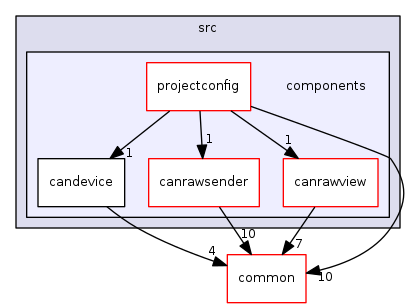 src
projectconfig
components
1
1
1
candevice
canrawsender
canrawview
4
10
7
10
common